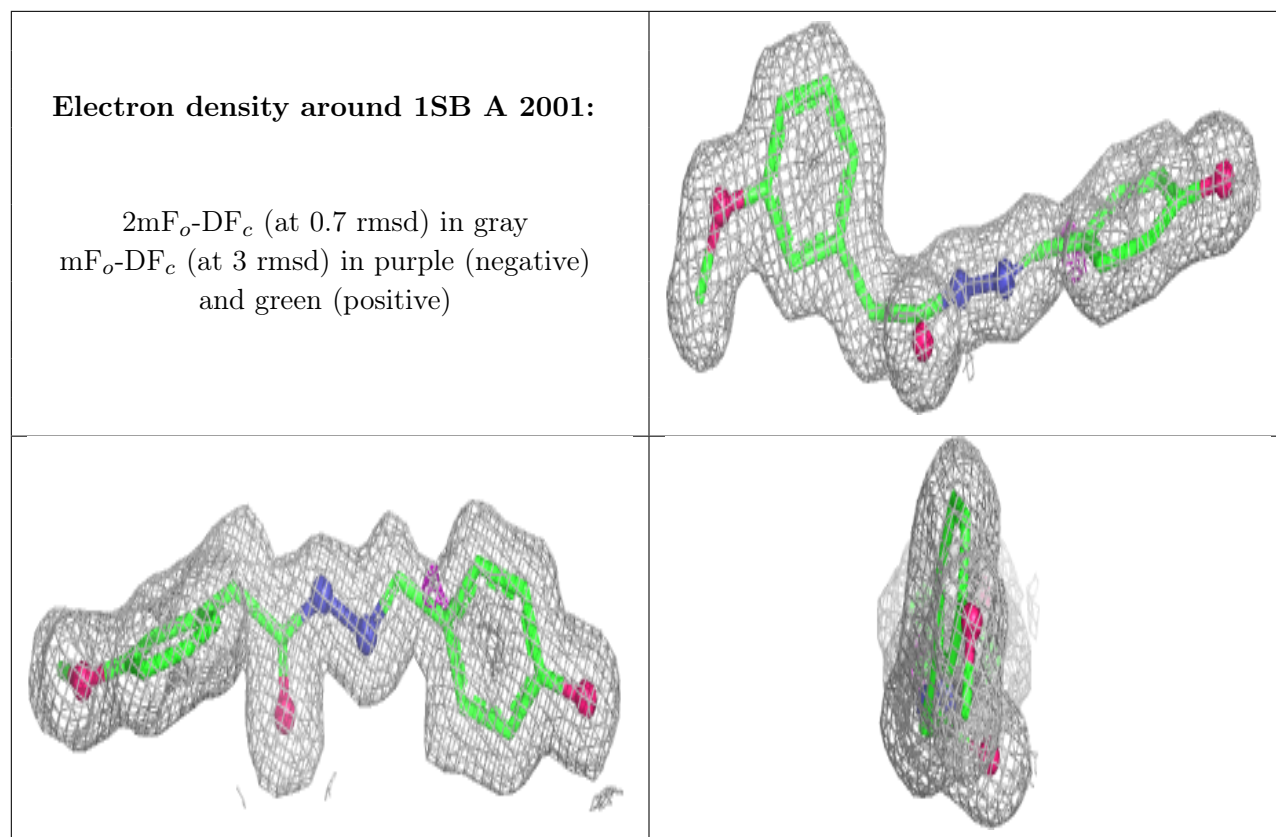 Electron density around 1SB A 2001:
2mFₒ-DF𝒸 (at 0.7 rmsd) in gray
mFₒ-DF𝒸 (at 3 rmsd) in purple (negative)
and green (positive)